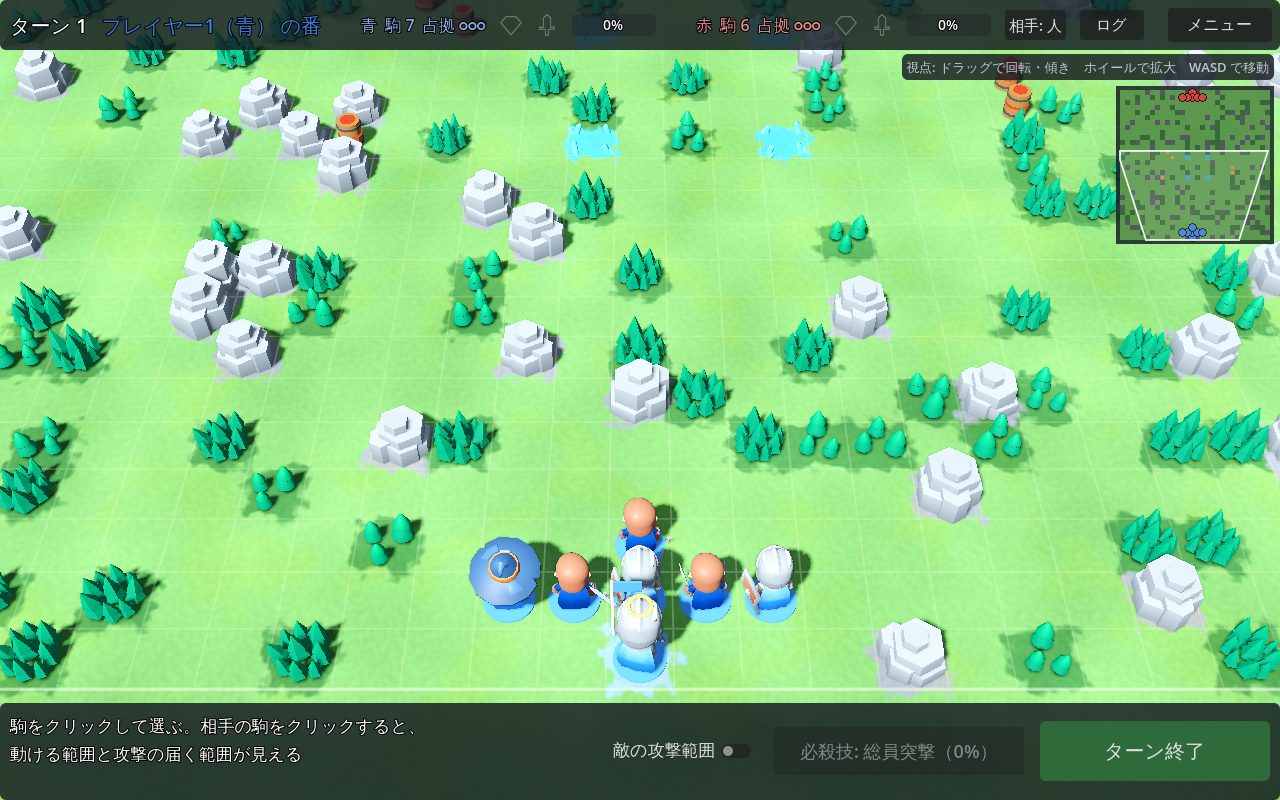 ターン 1 プレイヤー1（青）の番 青 駒 7 占拠 0% 赤 駒 6 占拠 0% 相手: 人 ログ メニュー
視点: ドラッグで回転・傾き ホイールで拡大 WASD で移動
駒をクリックして選ぶ。相手の駒をクリックすると、
動ける範囲と攻撃の届く範囲が見える
敵の攻撃範囲 必殺技: 総員突撃（0%） ターン終了